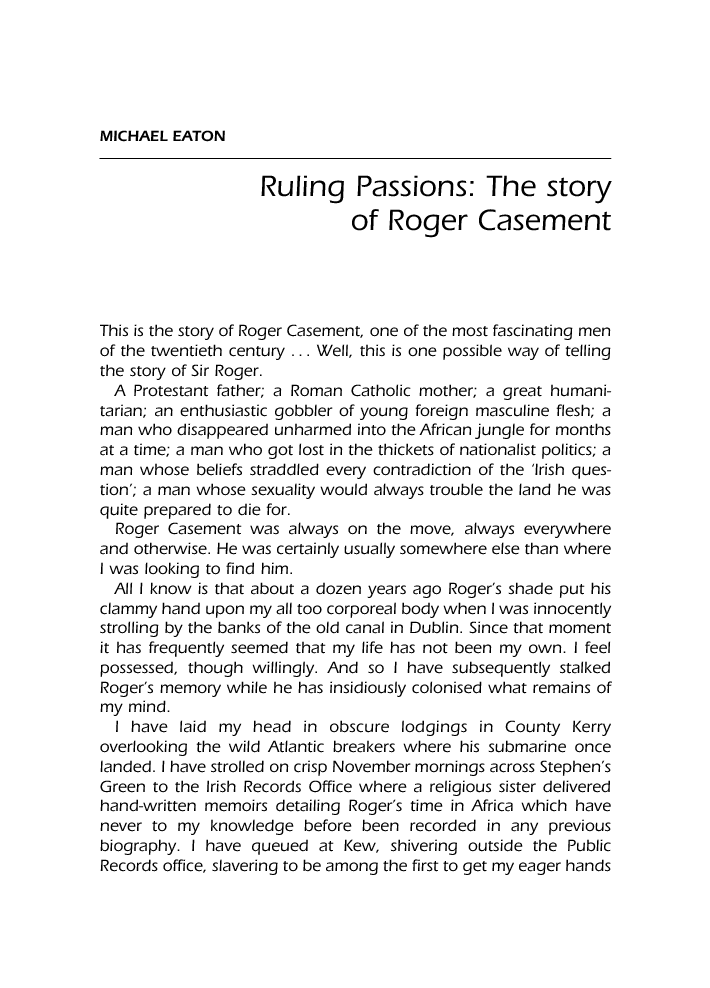 MICHAEL EATON
Ruling Passions: The story
of Roger Casement
This is the story of Roger Casement, one of the most fascinating men
of the twentieth century … Well, this is one possible way of telling
the story of Sir Roger.
A Protestant father; a Roman Catholic mother; a great humani-
tarian; an enthusiastic gobbler of young foreign masculine flesh; a
man who disappeared unharmed into the African jungle for months
at a time; a man who got lost in the thickets of nationalist politics; a
man whose beliefs straddled every contradiction of the ‘Irish ques-
tion’; a man whose sexuality would always trouble the land he was
quite prepared to die for.
Roger Casement was always on the move, always everywhere
and otherwise. He was certainly usually somewhere else than where
I was looking to find him.
All I know is that about a dozen years ago Roger’s shade put his
clammy hand upon my all too corporeal body when I was innocently
strolling by the banks of the old canal in Dublin. Since that moment
it has frequently seemed that my life has not been my own. I feel
possessed, though willingly. And so I have subsequently stalked
Roger’s memory while he has insidiously colonised what remains of
my mind.
I have laid my head in obscure lodgings in County Kerry
overlooking the wild Atlantic breakers where his submarine once
landed. I have strolled on crisp November mornings across Stephen’s
Green to the Irish Records Office where a religious sister delivered
hand-written memoirs detailing Roger’s time in Africa which have
never to my knowledge before been recorded in any previous
biography. I have queued at Kew, shivering outside the Public
Records office, slavering to be among the first to get my eager hands